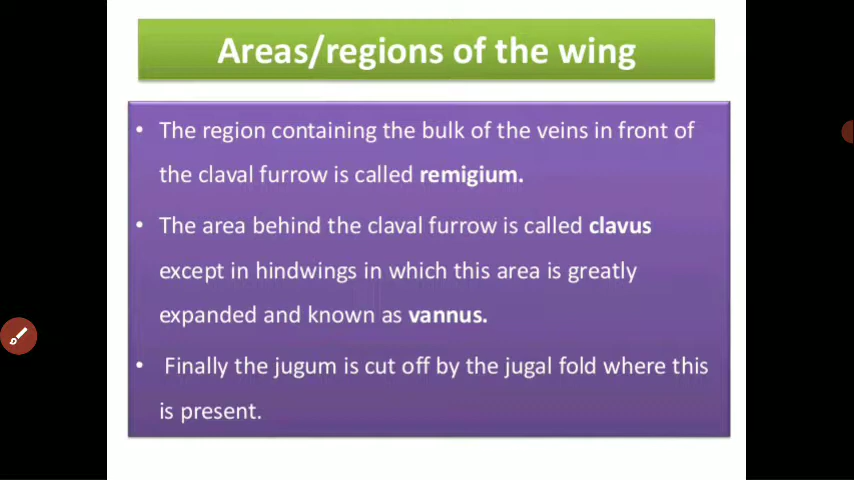 Areas/regions of the wing
• The region containing the bulk of the veins in front of
the claval furrow is called remigium.
• The area behind the claval furrow is called clavus
except in hindwings in which this area is greatly
expanded and known as vannus.
• Finally the jugum is cut off by the jugal fold where this
is present.